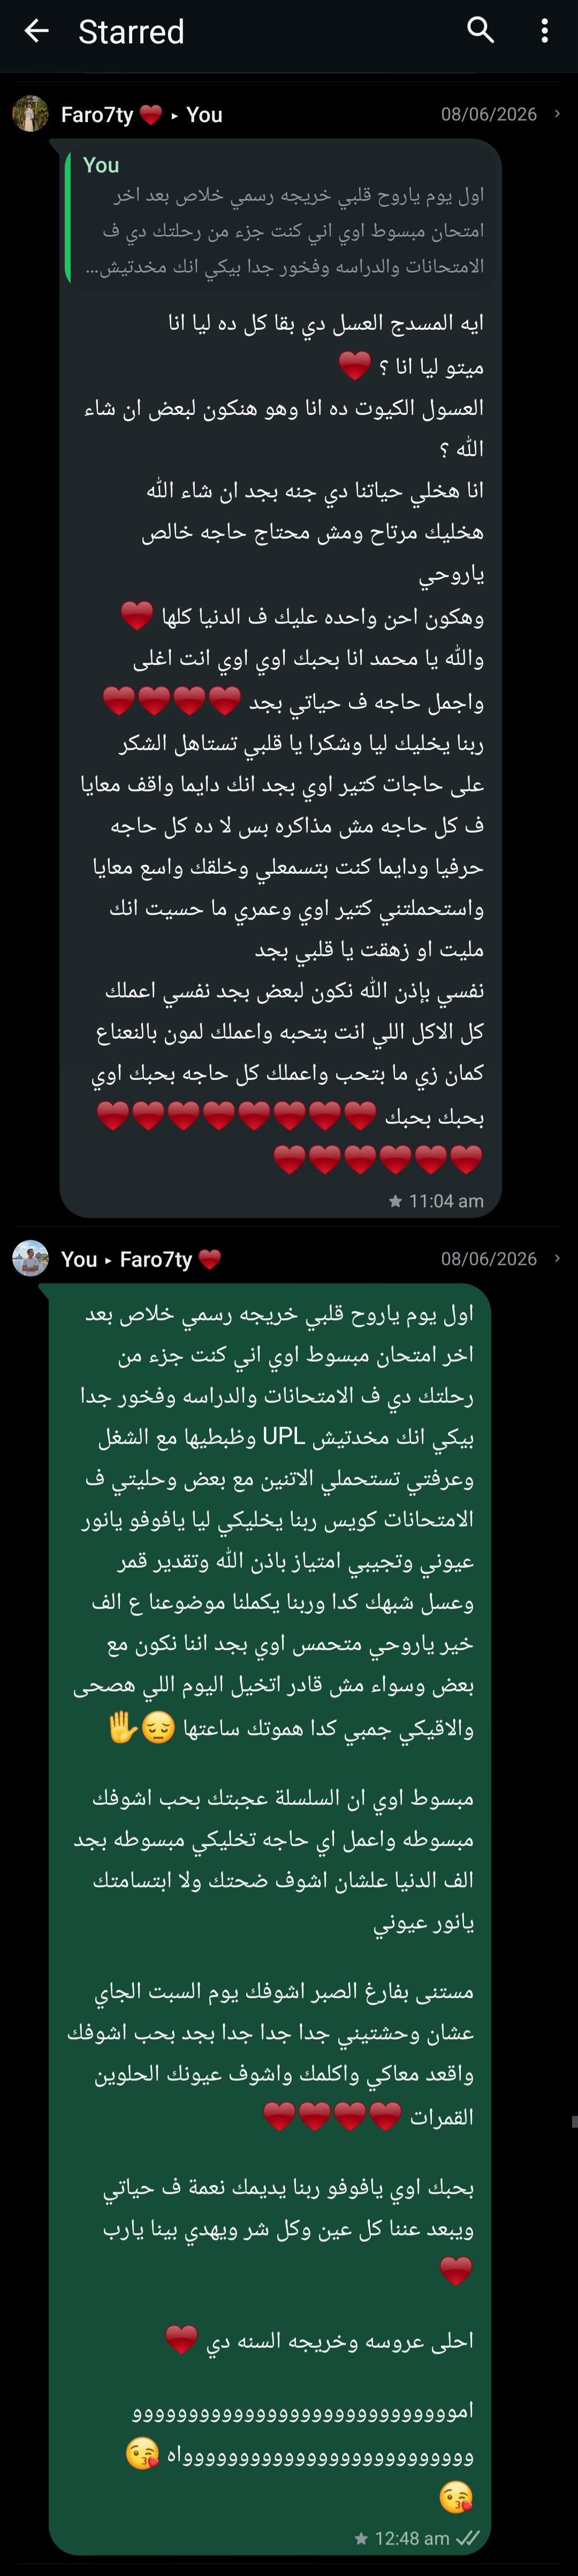 Starred
Faro7ty ❤️ ▸ You
08/06/2026
You
اول يوم ياروح قلبي خريجه رسمي خلاص بعد اخر
امتحان مبسوط اوي اني كنت جزء من رحلتك دي ف
الامتحانات والدراسه وفخور جدا بيكي انك مخدتيش...
ايه المسدج العسل دي بقا كل ده ليا انا
ميتو ليا انا ؟ ❤️
العسول الكيوت ده انا وهو هنكون لبعض ان شاء
الله ؟
انا هخلي حياتنا دي جنه بجد ان شاء الله
هخليك مرتاح ومش محتاج حاجه خالص
ياروحي
وهكون احن واحده عليك ف الدنيا كلها ❤️
والله يا محمد انا بحبك اوي اوي انت اغلى
واجمل حاجه ف حياتي بجد ❤️❤️❤️❤️
ربنا يخليك ليا وشكرا يا قلبي تستاهل الشكر
على حاجات كتير اوي بجد انك دايما واقف معايا
ف كل حاجه مش مذاكره بس لا ده كل حاجه
حرفيا ودايما كنت بتسمعلي وخلقك واسع معايا
واستحملتني كتير اوي وعمري ما حسيت انك
مليت او زهقت يا قلبي بجد
نفسي بإذن الله نكون لبعض بجد نفسي اعملك
كل الاكل اللي انت بتحبه واعملك لمون بالنعناع
كمان زي ما بتحب واعملك كل حاجه بحبك اوي
بحبك بحبك ❤️❤️❤️❤️❤️❤️❤️❤️
❤️❤️❤️❤️❤️❤️
11:04 am
You ▸ Faro7ty ❤️
08/06/2026
اول يوم ياروح قلبي خريجه رسمي خلاص بعد
اخر امتحان مبسوط اوي اني كنت جزء من
رحلتك دي ف الامتحانات والدراسه وفخور جدا
بيكي انك مخدتيش UPL وظبطيها مع الشغل
وعرفتي تستحملي الاتنين مع بعض وحليتي ف
الامتحانات كويس ربنا يخليكي ليا يافوفو يانور
عيوني وتجيبي امتياز باذن الله وتقدير قمر
وعسل شبهك كدا وربنا يكملنا موضوعنا ع الف
خير ياروحي متحمس اوي بجد اننا نكون مع
بعض وسواء مش قادر اتخيل اليوم اللي هصحى
والاقيكي جمبي كدا هموتك ساعتها 😔✋
مبسوط اوي ان السلسلة عجبتك بحب اشوفك
مبسوطه واعمل اي حاجه تخليكي مبسوطه بجد
الف الدنيا علشان اشوف ضحتك ولا ابتسامتك
يانور عيوني
مستنى بفارغ الصبر اشوفك يوم السبت الجاي
عشان وحشتيني جدا جدا جدا بجد بحب اشوفك
واقعد معاكي واكلمك واشوف عيونك الحلوين
القمرات ❤️❤️❤️❤️
بحبك اوي يافوفو ربنا يديمك نعمة ف حياتي
ويبعد عننا كل عين وكل شر ويهدي بينا يارب
❤️
احلى عروسه وخريجه السنه دي ❤️
اموووووووووووووووووووووووووووو
وووووووووووووووووووووووووواه 😘
😘
12:48 am